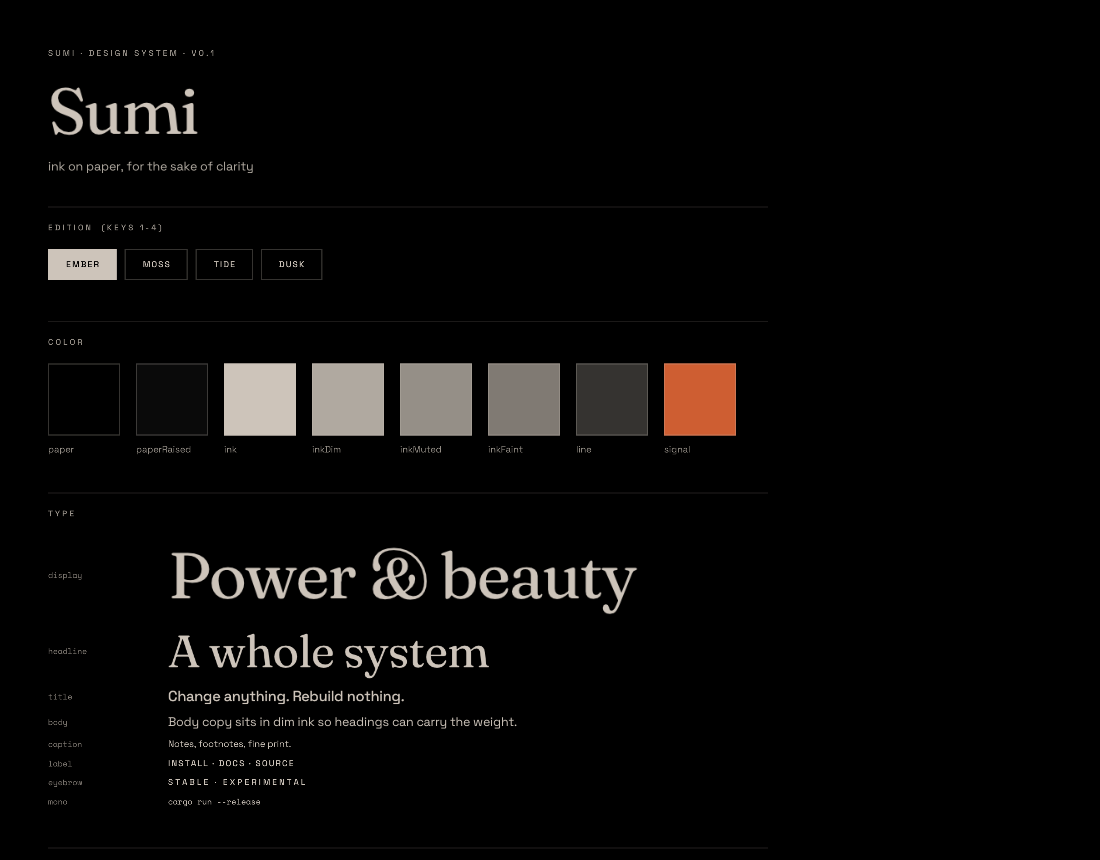 SUMI · DESIGN SYSTEM · V0.1
Sumi
ink on paper, for the sake of clarity
EDITION (KEYS 1-4)
EMBER MOSS TIDE DUSK
COLOR
paper paperRaised ink inkDim inkMuted inkFaint line signal
TYPE
display Power & beauty
headline A whole system
title Change anything. Rebuild nothing.
body Body copy sits in dim ink so headings can carry the weight.
caption Notes, footnotes, fine print.
label INSTALL · DOCS · SOURCE
eyebrow STABLE · EXPERIMENTAL
mono cargo run --release